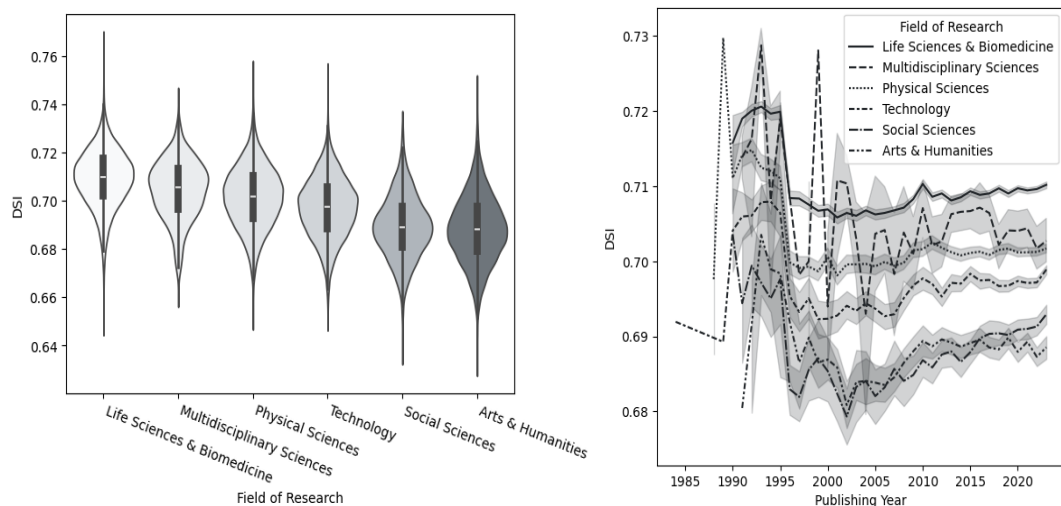 0.76
0.74
0.72
0.70
0.68
0.66
0.64
DSI
Life Sciences & Biomedicine
Multidisciplinary Sciences
Physical Sciences
Technology
Social Sciences
Arts & Humanities
Field of Research
0.73
0.72
0.71
0.70
0.69
0.68
DSI
Field of Research
Life Sciences & Biomedicine
Multidisciplinary Sciences
Physical Sciences
Technology
Social Sciences
Arts & Humanities
1985 1990 1995 2000 2005 2010 2015 2020
Publishing Year